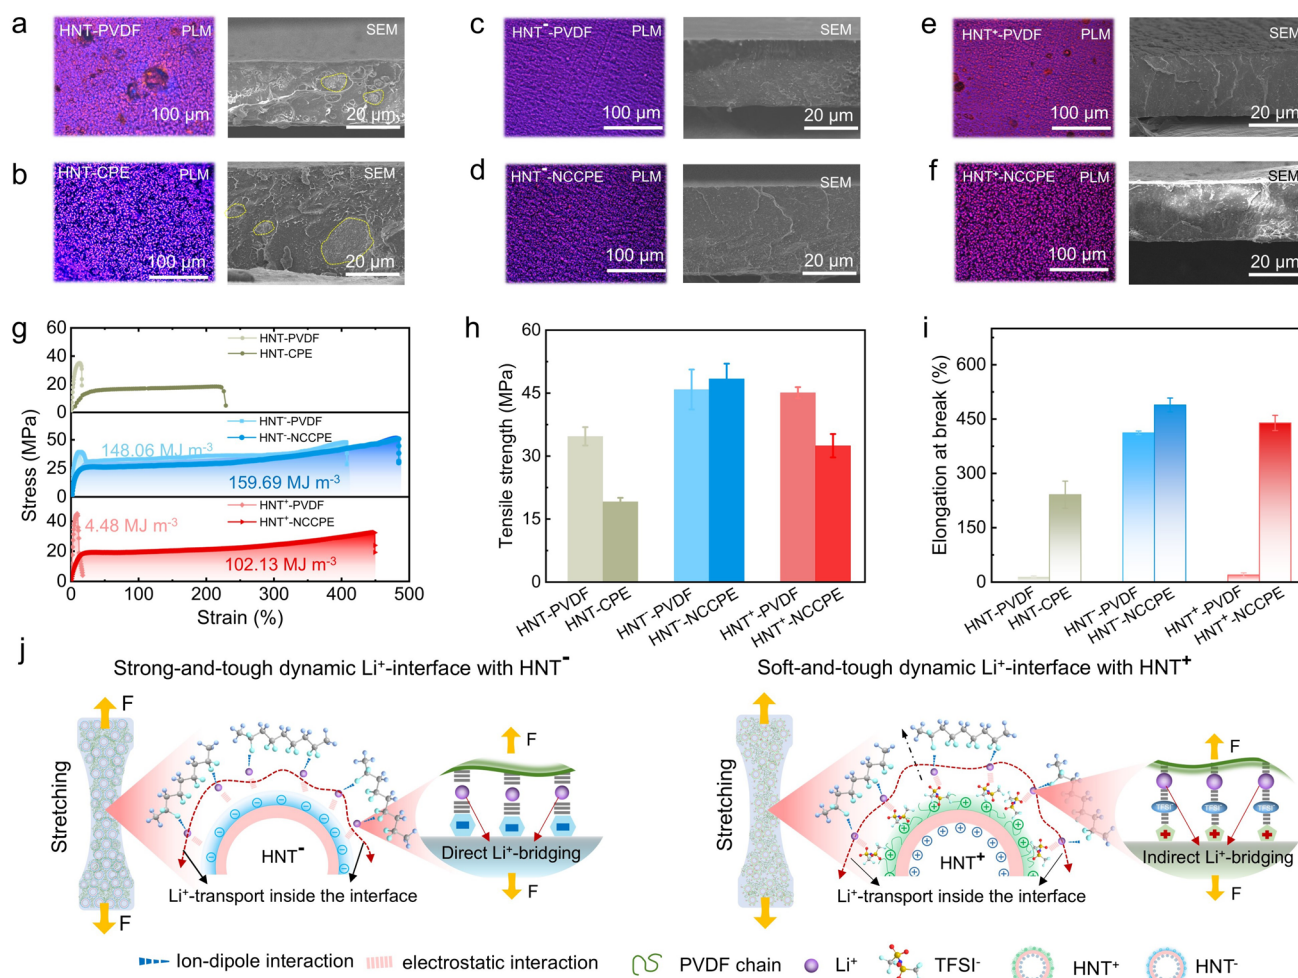 a
HNT-PVDF PLM
100 µm
SEM
20 µm
c
HNT⁻-PVDF PLM
100 µm
SEM
20 µm
e
HNT⁺-PVDF PLM
100 µm
SEM
20 µm
b
HNT-CPE PLM
100 µm
SEM
20 µm
d
HNT⁻-NCCPE PLM
100 µm
SEM
20 µm
f
HNT⁺-NCCPE PLM
100 µm
SEM
20 µm
g
Stress (MPa)
60
40
20
0
HNT-PVDF
HNT-CPE
50
25
0
HNT⁻-PVDF
HNT⁻-NCCPE
148.06 MJ m⁻³
159.69 MJ m⁻³
40
20
0
HNT⁺-PVDF
HNT⁺-NCCPE
4.48 MJ m⁻³
102.13 MJ m⁻³
0 100 200 300 400 500
Strain (%)
h
Tensile strength (MPa)
60
45
30
15
0
HNT-PVDF
HNT-CPE
HNT⁻-PVDF
HNT⁻-NCCPE
HNT⁺-PVDF
HNT⁺-NCCPE
i
Elongation at break (%)
600
450
300
150
0
HNT-PVDF
HNT-CPE
HNT⁻-PVDF
HNT⁻-NCCPE
HNT⁺-PVDF
HNT⁺-NCCPE
j
Strong-and-tough dynamic Li⁺-interface with HNT⁻
F
Stretching
F
HNT⁻
Li⁺-transport inside the interface
F
Direct Li⁺-bridging
F
Soft-and-tough dynamic Li⁺-interface with HNT⁺
Stretching
HNT⁺
Li⁺-transport inside the interface
F
TFSI⁻ TFSI⁻ TFSI⁻
Indirect Li⁺-bridging
F
Ion-dipole interaction
electrostatic interaction
PVDF chain
Li⁺
TFSI⁻
HNT⁺
HNT⁻